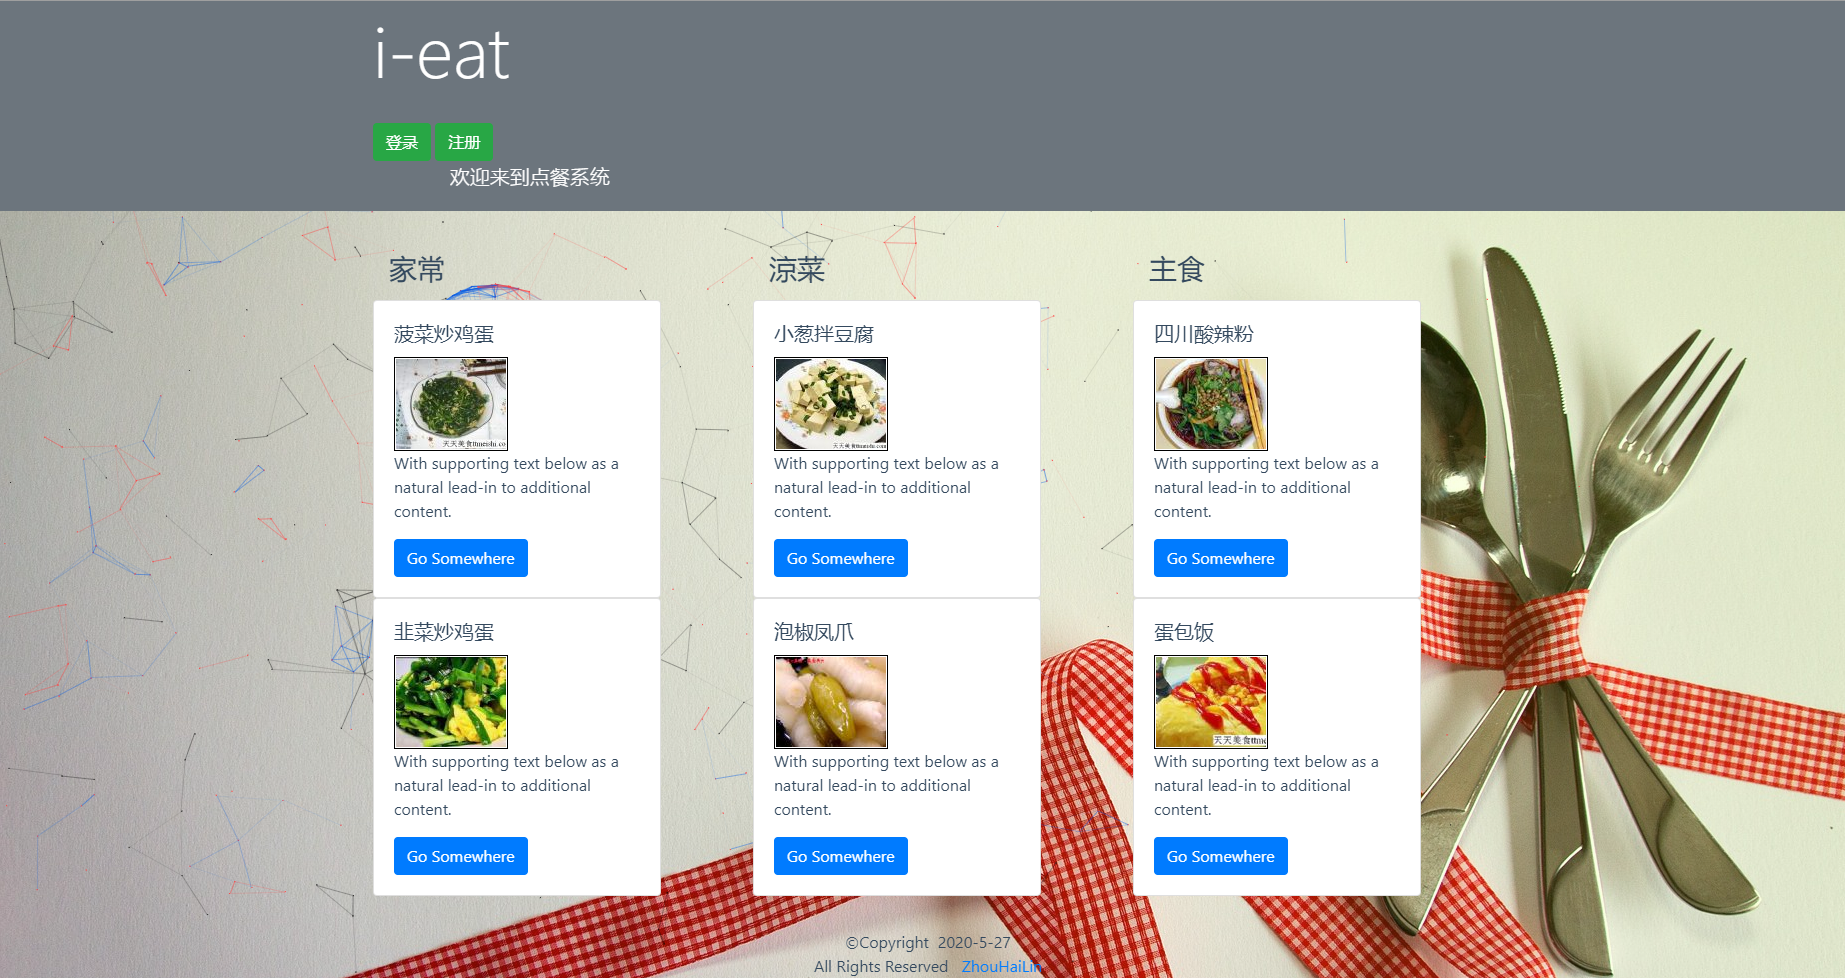 i-eat
登录 注册
欢迎来到点餐系统
家常
菠菜炒鸡蛋
天天美食ttmeishi.co
With supporting text below as a
natural lead-in to additional
content.
Go Somewhere
韭菜炒鸡蛋
With supporting text below as a
natural lead-in to additional
content.
Go Somewhere
凉菜
小葱拌豆腐
天天美食ttmeishi.com
With supporting text below as a
natural lead-in to additional
content.
Go Somewhere
泡椒凤爪
With supporting text below as a
natural lead-in to additional
content.
Go Somewhere
主食
四川酸辣粉
With supporting text below as a
natural lead-in to additional
content.
Go Somewhere
蛋包饭
天天美食ttme
With supporting text below as a
natural lead-in to additional
content.
Go Somewhere
©Copyright 2020-5-27
All Rights Reserved ZhouHaiLin